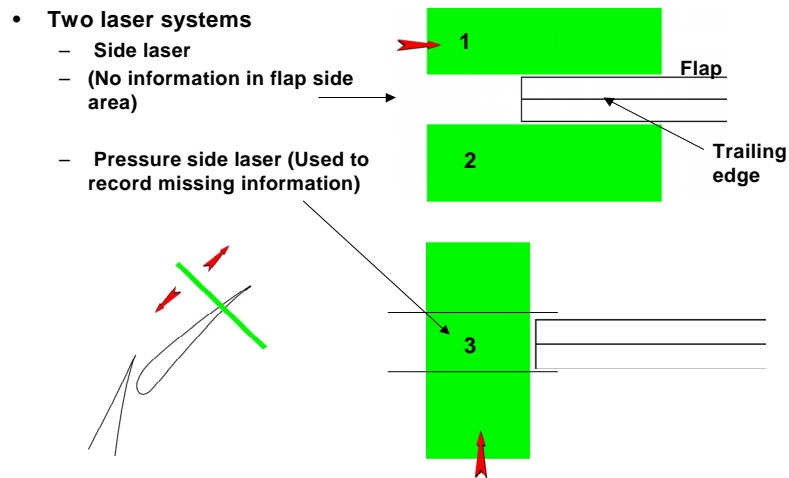 • Two laser systems
– Side laser
– (No information in flap side
area)
– Pressure side laser (Used to
record missing information)
1
Flap
2
Trailing
edge
3